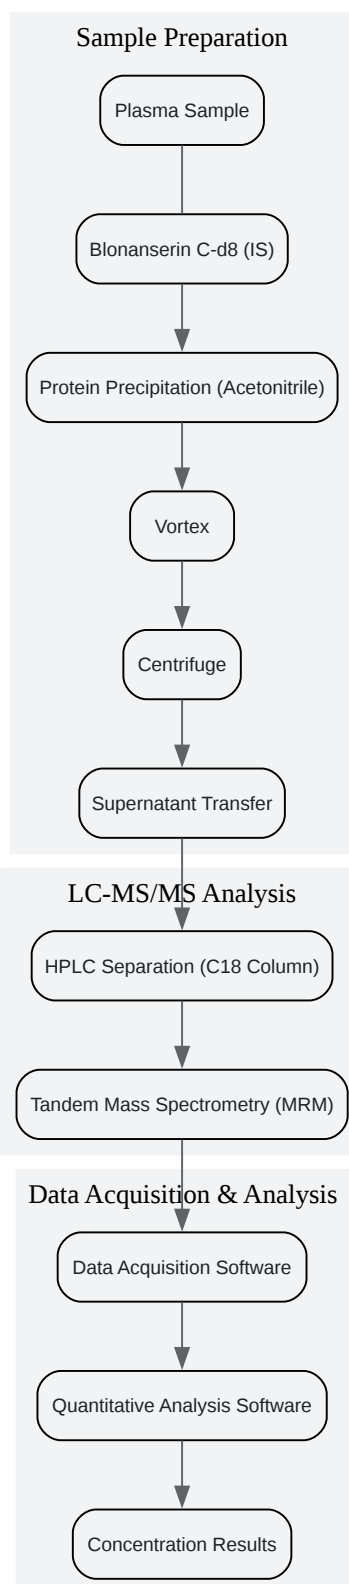 Sample Preparation
Plasma Sample
Blonanserin C-d8 (IS)
Protein Precipitation (Acetonitrile)
Vortex
Centrifuge
Supernatant Transfer
LC-MS/MS Analysis
HPLC Separation (C18 Column)
Tandem Mass Spectrometry (MRM)
Data Acquisition & Analysis
Data Acquisition Software
Quantitative Analysis Software
Concentration Results